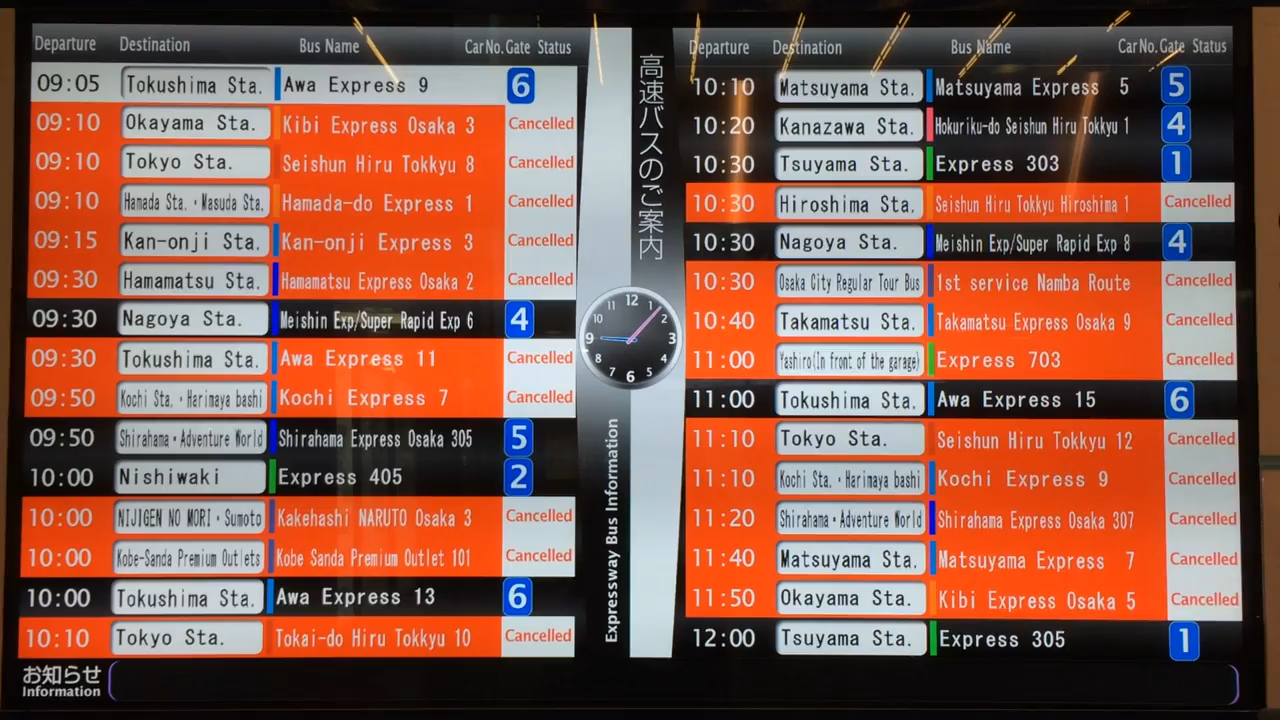 Departure Destination Bus Name Car No. Gate Status
09:05 Tokushima Sta. Awa Express 9 6
09:10 Okayama Sta. Kibi Express Osaka 3 Cancelled
09:10 Tokyo Sta. Seishun Hiru Tokkyu 8 Cancelled
09:10 Hamada Sta.・Masuda Sta. Hamada-do Express 1 Cancelled
09:15 Kan-onji Sta. Kan-onji Express 3 Cancelled
09:30 Hamamatsu Sta. Hamamatsu Express Osaka 2 Cancelled
09:30 Nagoya Sta. Meishin Exp/Super Rapid Exp 6 4
09:30 Tokushima Sta. Awa Express 11 Cancelled
09:50 Kochi Sta.・Harimaya bashi Kochi Express 7 Cancelled
09:50 Shirahama・Adventure World Shirahama Express Osaka 305 5
10:00 Nishiwaki Express 405 2
10:00 NIJIGEN NO MORI・Sumoto Kakehashi NARUTO Osaka 3 Cancelled
10:00 Kobe-Sanda Premium Outlets Kobe Sanda Premium Outlet 101 Cancelled
10:00 Tokushima Sta. Awa Express 13 6
10:10 Tokyo Sta. Tokai-do Hiru Tokkyu 10 Cancelled
高速バスのご案内
12 1 2 3 4 5 6 7 8 9 10 11
Expressway Bus Information
Departure Destination Bus Name Car No. Gate Status
10:10 Matsuyama Sta. Matsuyama Express 5 5
10:20 Kanazawa Sta. Hokuriku-do Seishun Hiru Tokkyu 1 4
10:30 Tsuyama Sta. Express 303 1
10:30 Hiroshima Sta. Seishun Hiru Tokkyu Hiroshima 1 Cancelled
10:30 Nagoya Sta. Meishin Exp/Super Rapid Exp 8 4
10:30 Osaka City Regular Tour Bus 1st service Namba Route Cancelled
10:40 Takamatsu Sta. Takamatsu Express Osaka 9 Cancelled
11:00 Yashiro(In front of the garage) Express 703 Cancelled
11:00 Tokushima Sta. Awa Express 15 6
11:10 Tokyo Sta. Seishun Hiru Tokkyu 12 Cancelled
11:10 Kochi Sta.・Harimaya bashi Kochi Express 9 Cancelled
11:20 Shirahama・Adventure World Shirahama Express Osaka 307 Cancelled
11:40 Matsuyama Sta. Matsuyama Express 7 Cancelled
11:50 Okayama Sta. Kibi Express Osaka 5 Cancelled
12:00 Tsuyama Sta. Express 305 1
お知らせ
Information